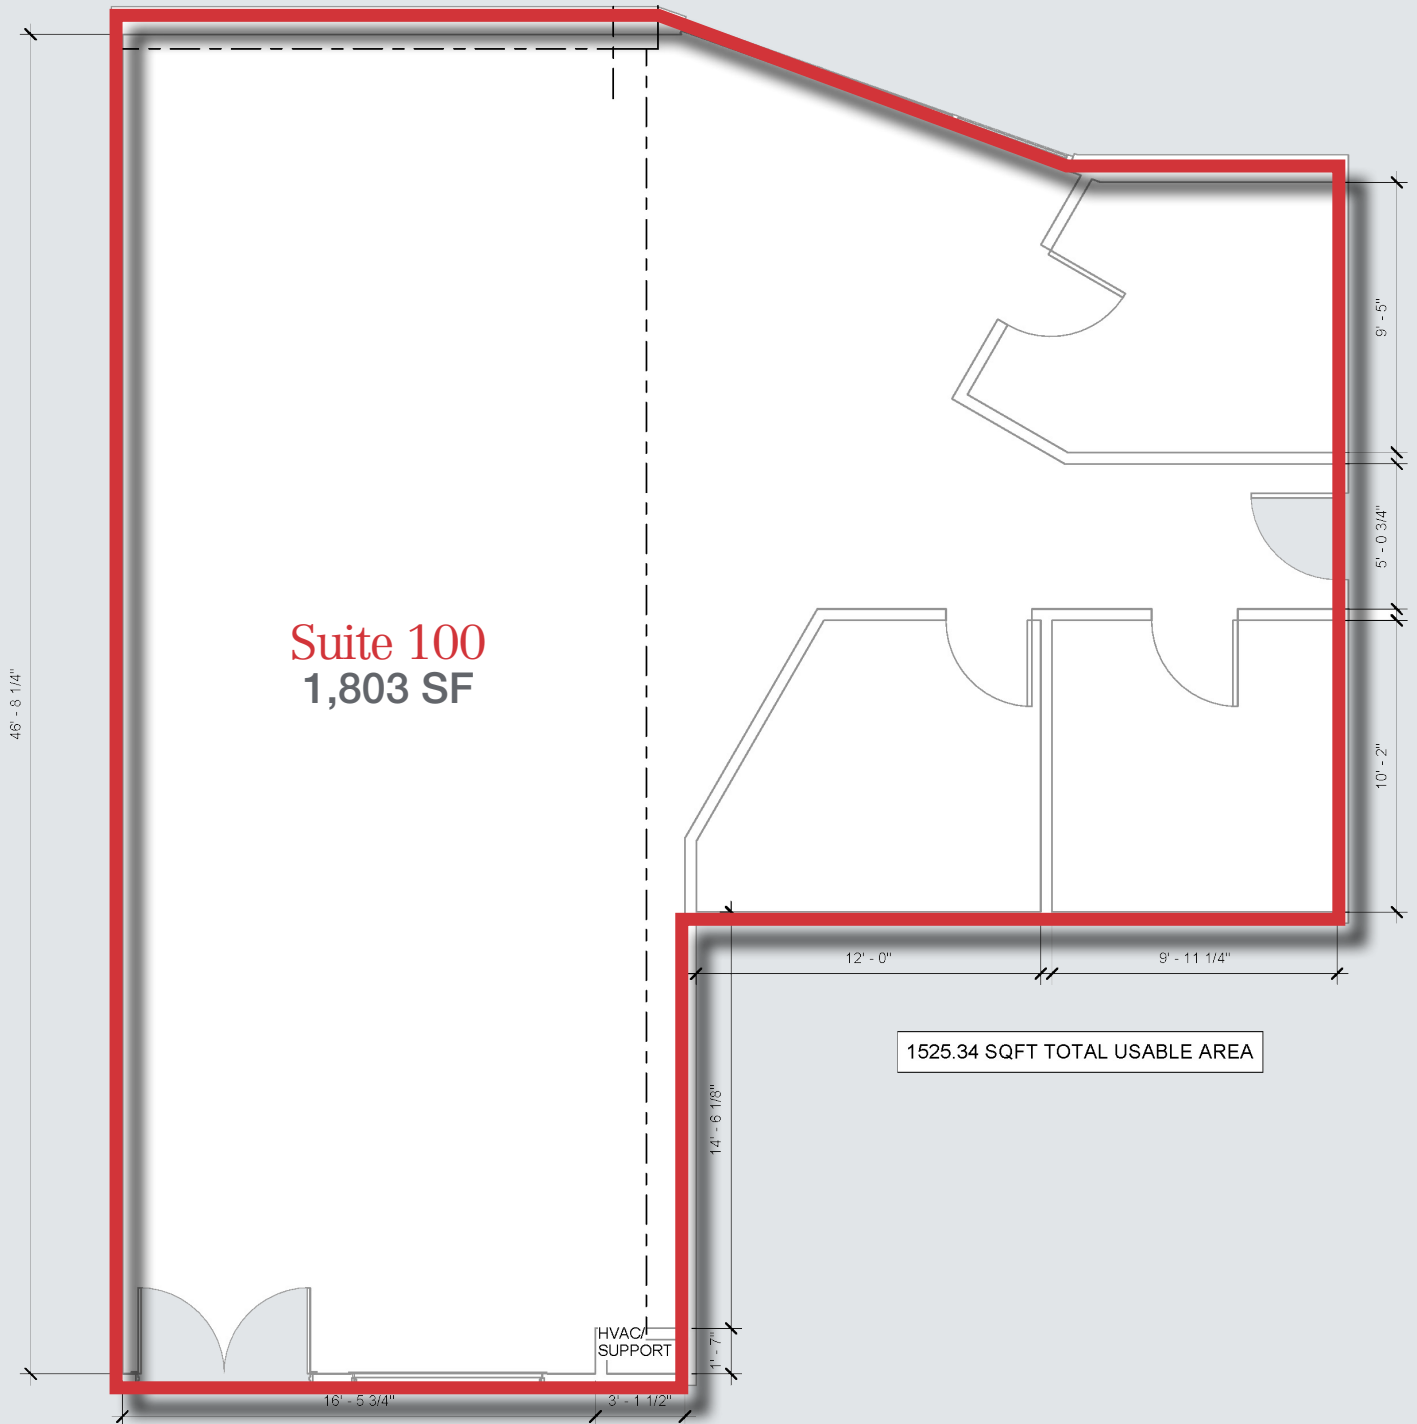 9' - 5"
5' - 0 3/4"
Suite 100
1,803 SF
46' - 8 1/4"
10' - 2"
12' - 0"
9' - 11 1/4"
1525.34 SQFT TOTAL USABLE AREA
14' - 6 1/8"
HVAC/
SUPPORT
1' - 7"
16' - 5 3/4"
3' - 1 1/2"